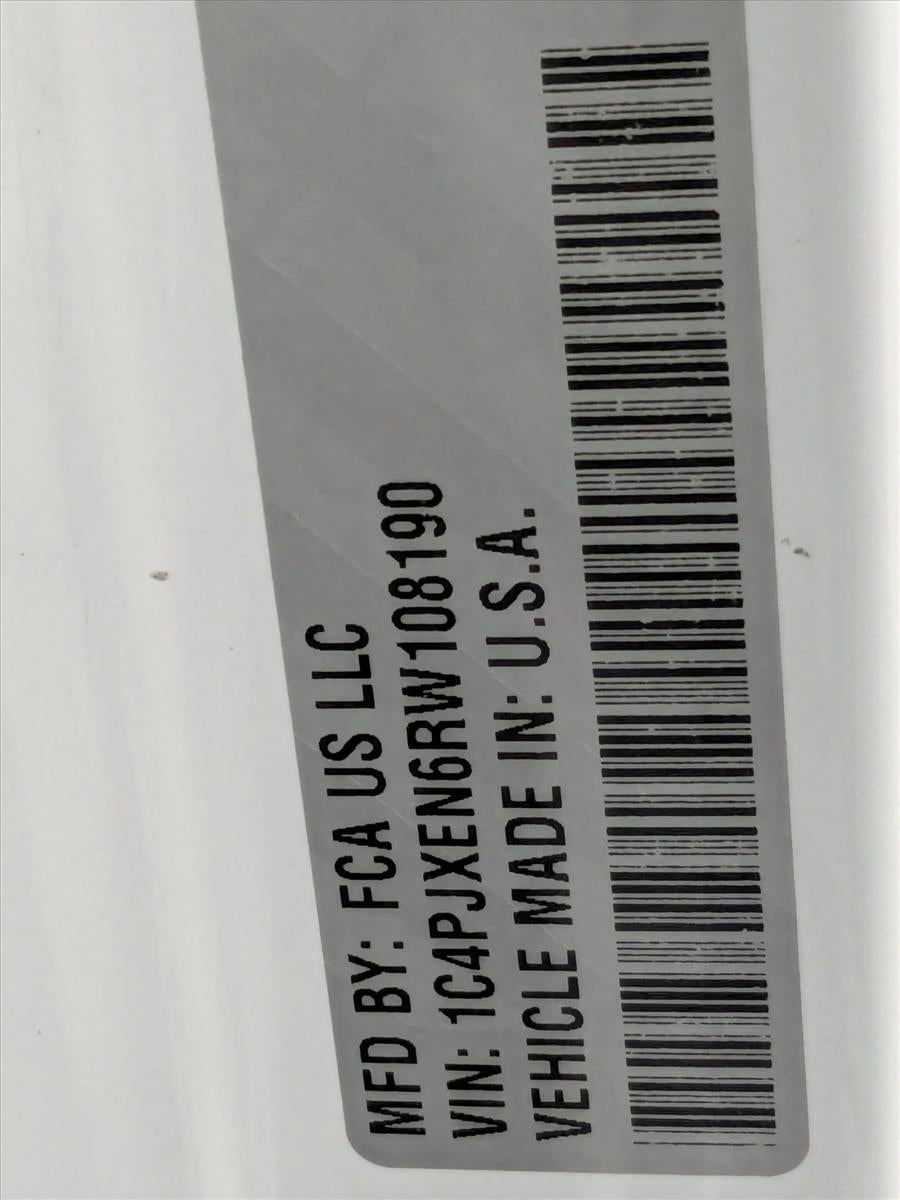 MFD BY: FCA US LLC
VIN: 1C4PJXEN6RW108190
VEHICLE MADE IN: U.S.A.